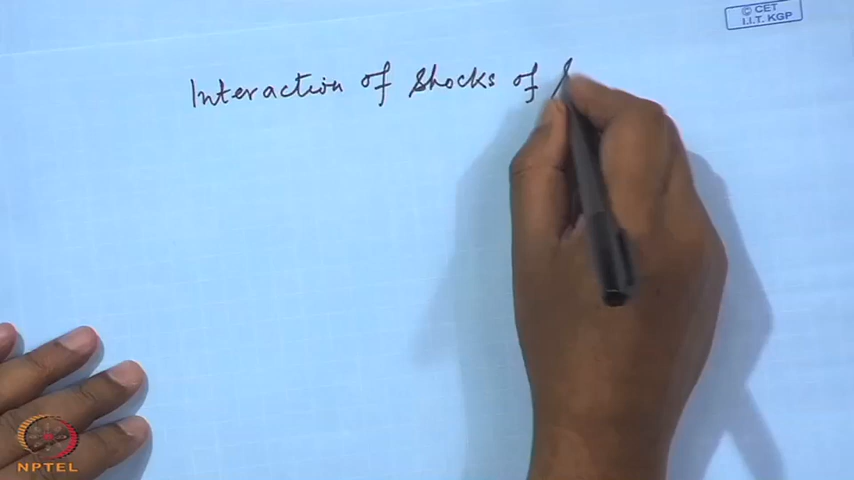 © CET
I.I.T. KGP
Interaction of Shocks of
NPTEL